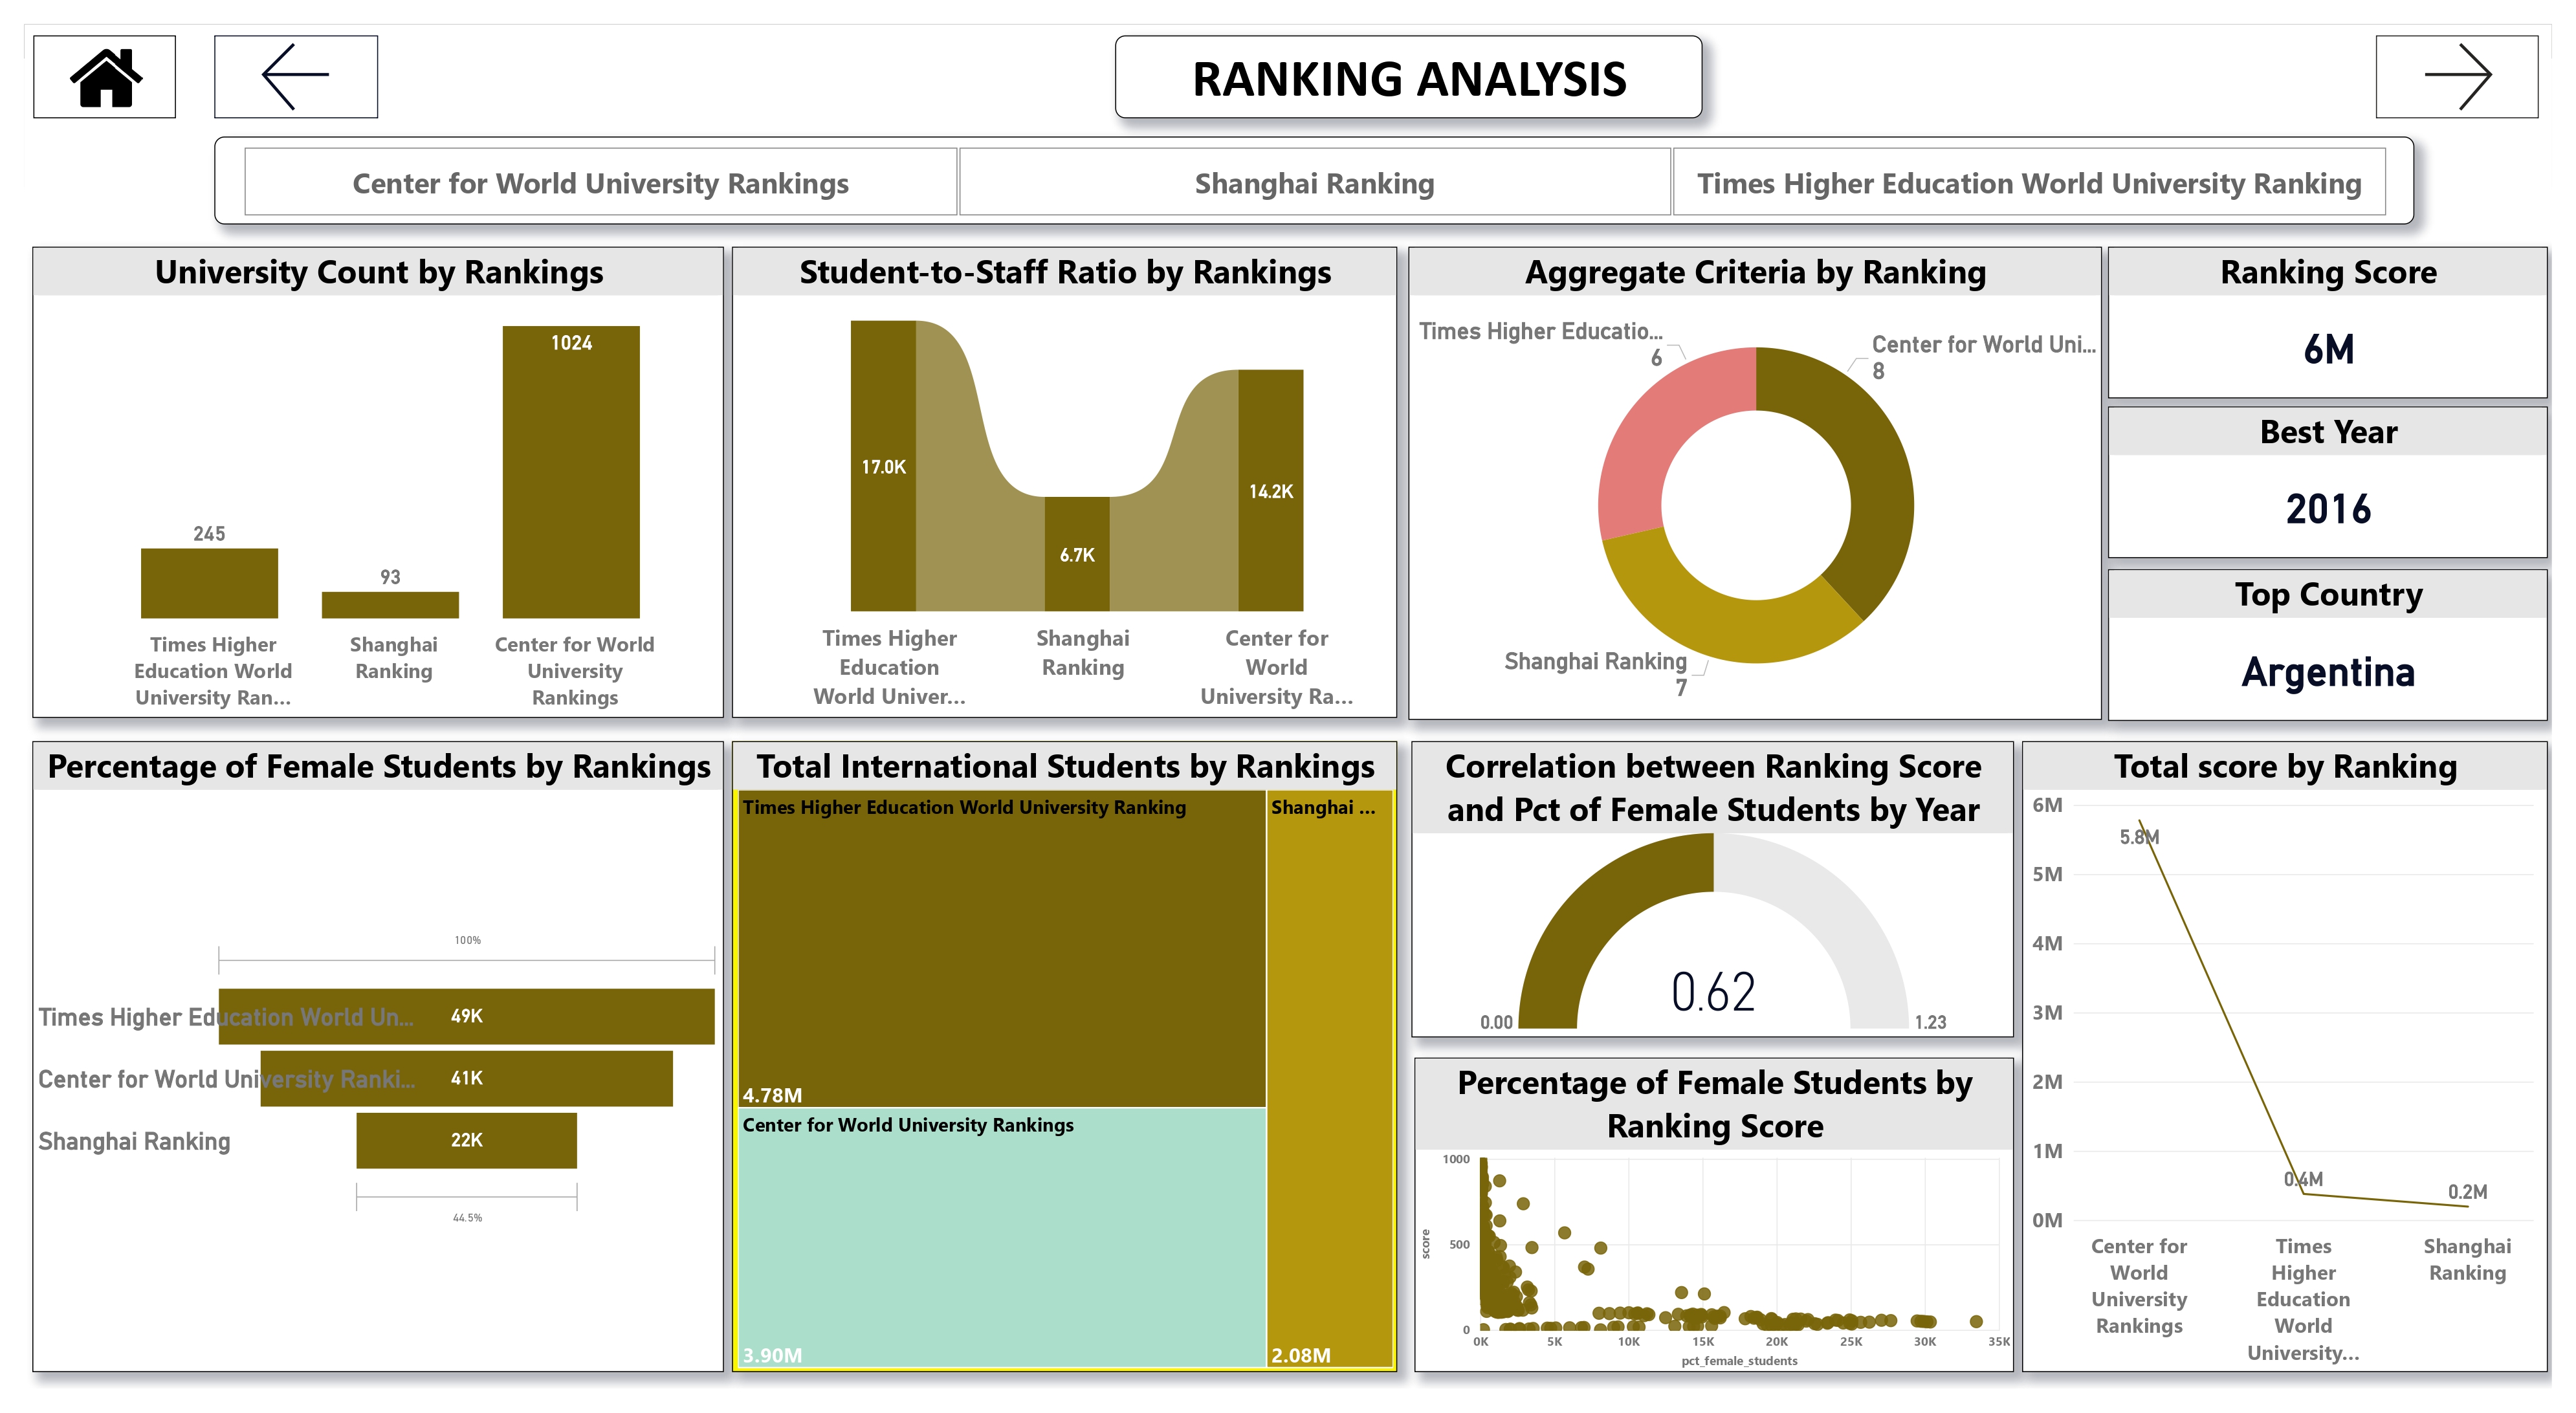 RANKING ANALYSIS
Center for World University Rankings
Shanghai Ranking
Times Higher Education World University Ranking
University Count by Rankings
1024
245
93
Times Higher
Education World
University Ran...
Shanghai
Ranking
Center for World
University
Rankings
Student-to-Staff Ratio by Rankings
17.0K
6.7K
14.2K
Times Higher
Education
World Univer...
Shanghai
Ranking
Center for
World
University Ra...
Aggregate Criteria by Ranking
Times Higher Educatio...
6
Center for World Uni...
8
Shanghai Ranking
7
Ranking Score
6M
Best Year
2016
Top Country
Argentina
Percentage of Female Students by Rankings
100%
Times Higher Education World Un...
49K
Center for World University Ranki...
41K
Shanghai Ranking
22K
44.5%
Total International Students by Rankings
Times Higher Education World University Ranking
4.78M
Shanghai ...
2.08M
Center for World University Rankings
3.90M
Correlation between Ranking Score
and Pct of Female Students by Year
0.62
0.00
1.23
Percentage of Female Students by
Ranking Score
1000
500
0
score
0K
5K
10K
15K
20K
25K
30K
35K
pct_female_students
Total score by Ranking
6M
5M
4M
3M
2M
1M
0M
5.8M
0.4M
0.2M
Center for
World
University
Rankings
Times
Higher
Education
World
University...
Shanghai
Ranking